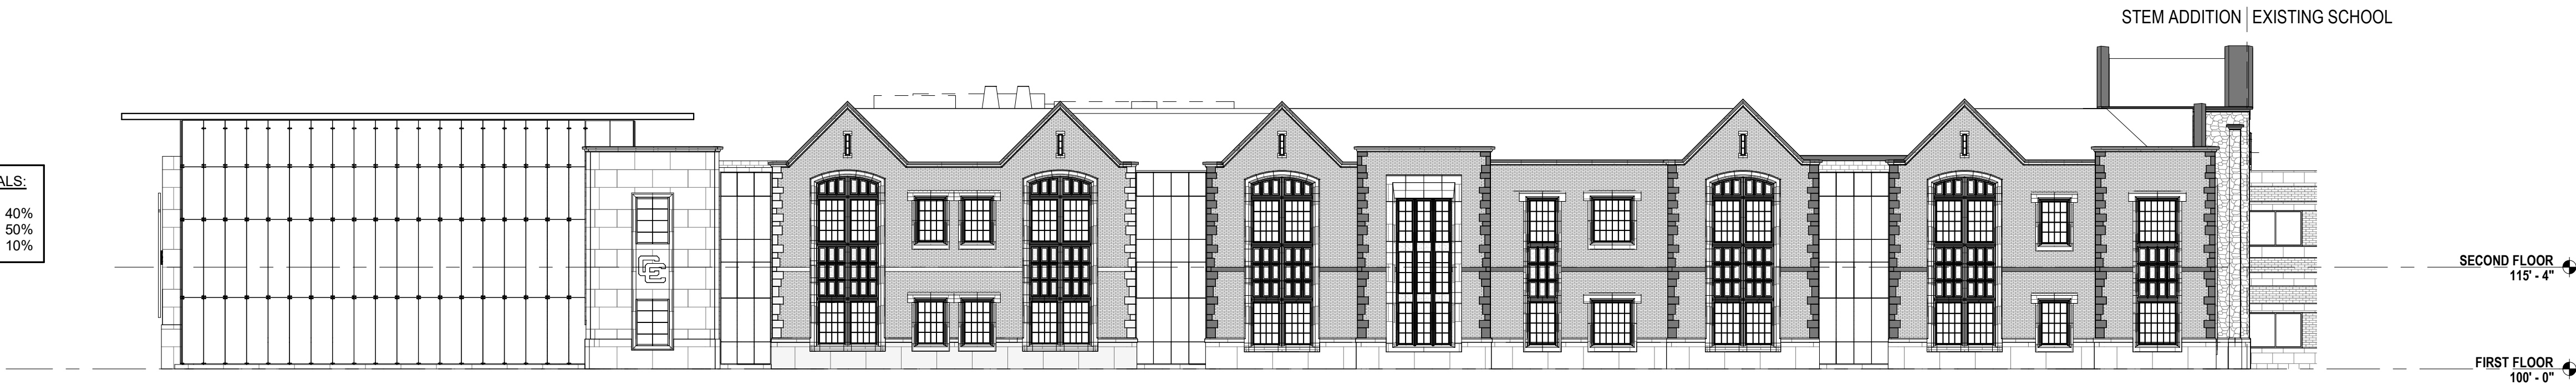 STEM ADDITION EXISTING SCHOOL
ALS:
40%
50%
10%
CE
SECOND FLOOR
115' - 4"
FIRST FLOOR
100' - 0"